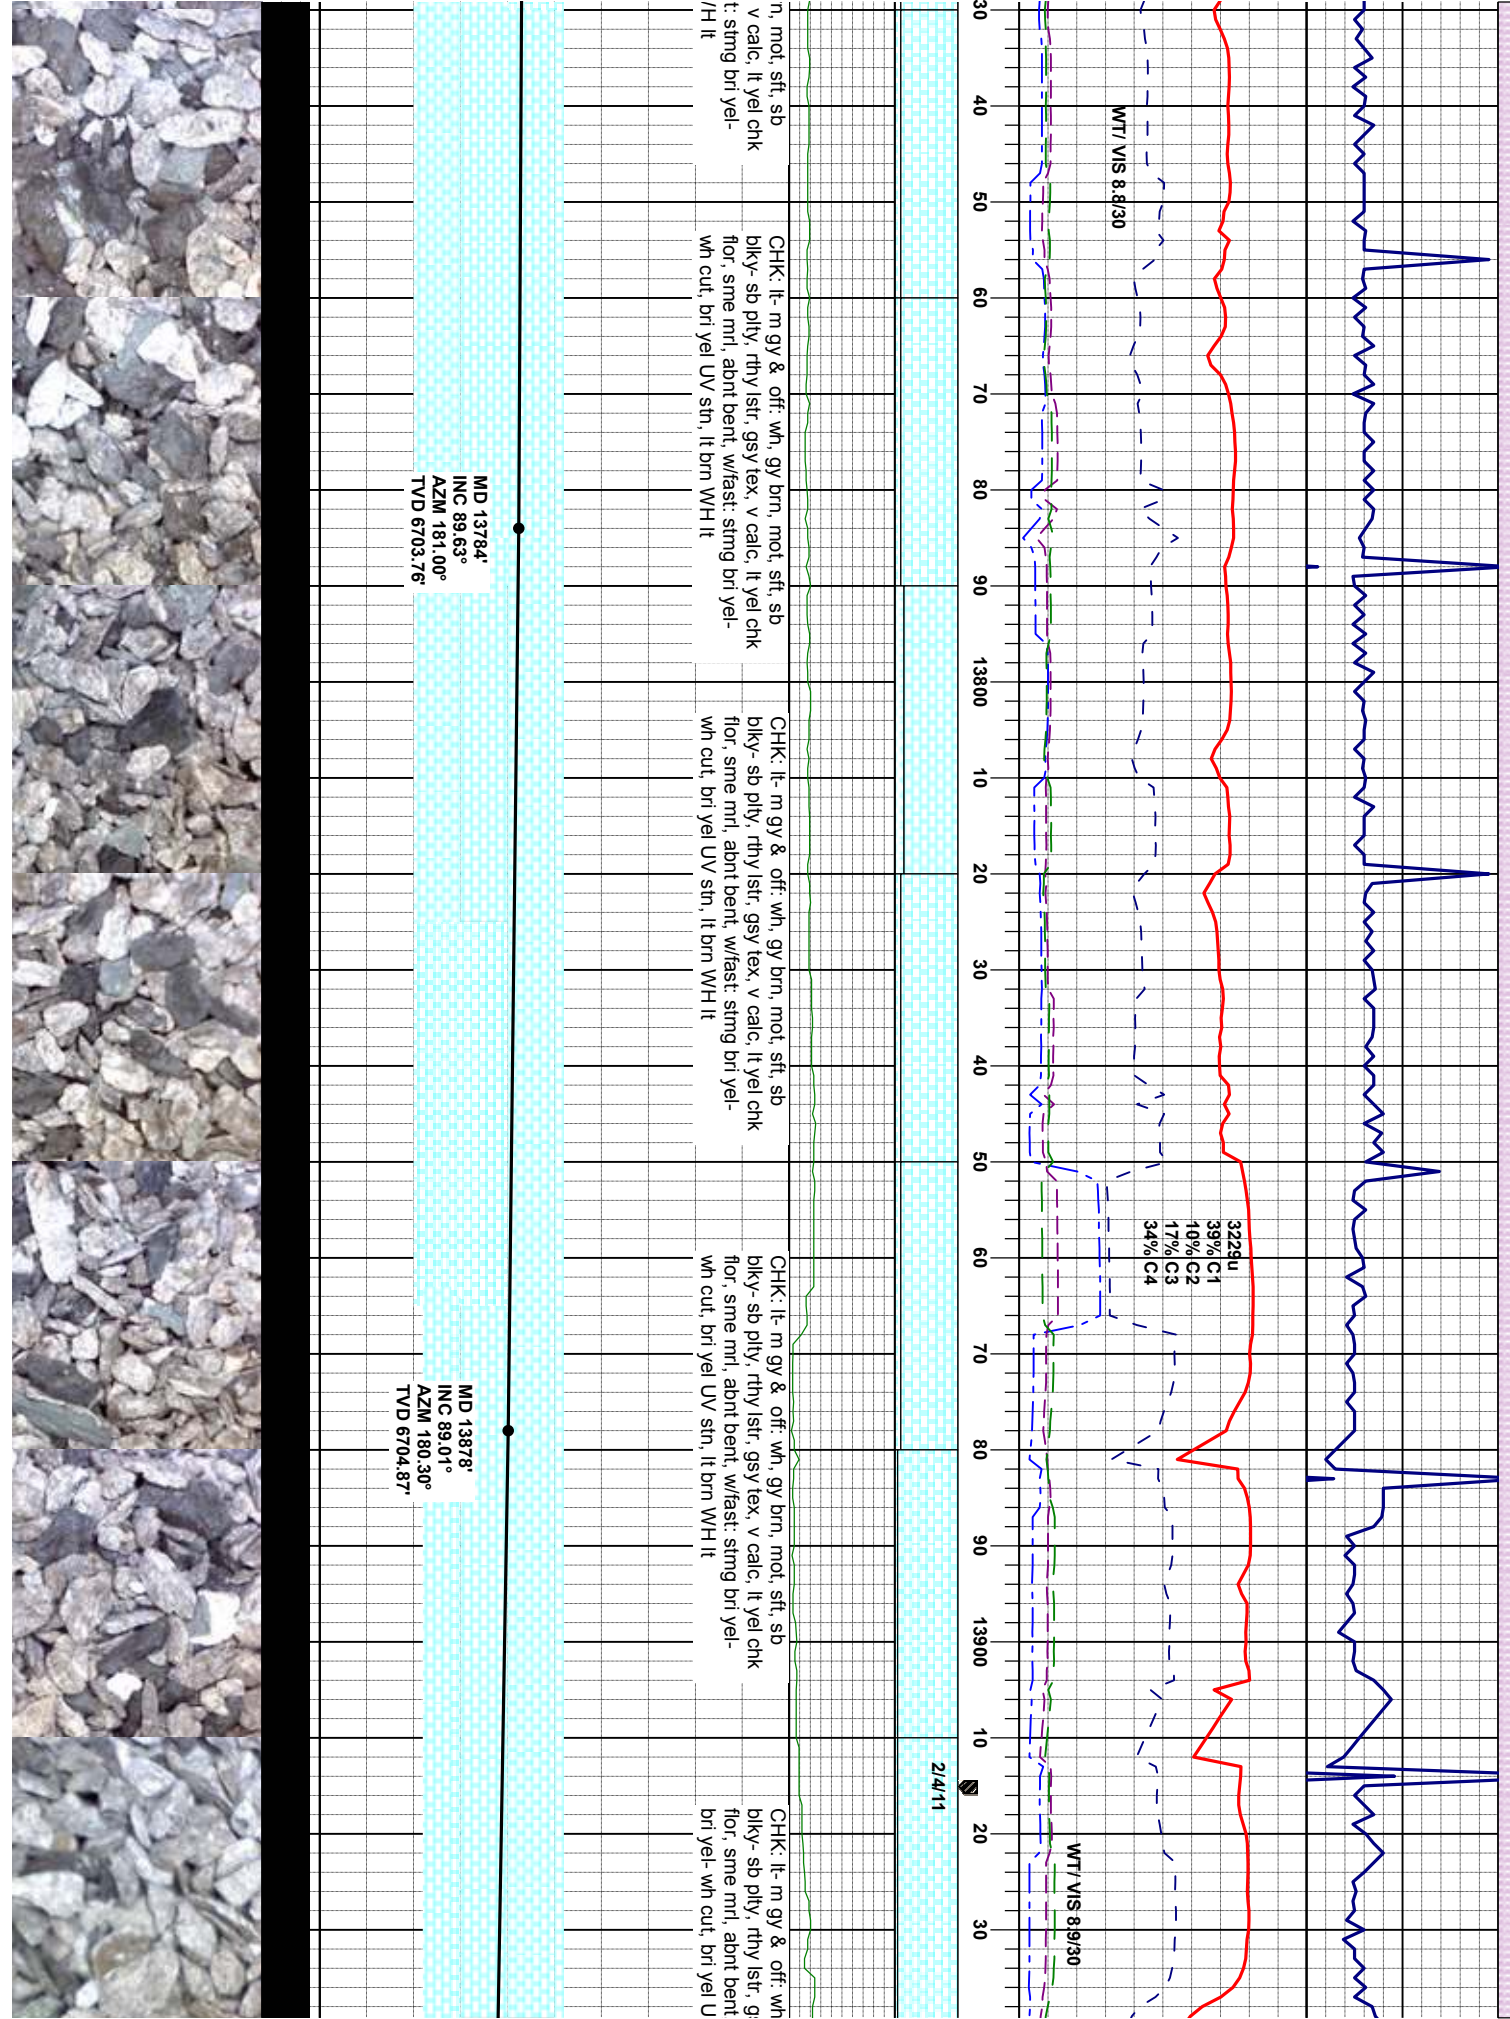 n, mot, sft, sb
v calc, lt yel chk
t: stmg bri yel-
/H lt
CHK: lt- m gy & off: wh, gy brn, mot, sft, sb
blky- sb plty, rthy lstr, gsy tex, v calc, lt yel chk
flor, sme mrl, abnt bent, w/fast: stmg bri yel-
wh cut, bri yel UV stn, lt brn WH lt
CHK: lt- m gy & off: wh, gy brn, mot, sft, sb
blky- sb plty, rthy lstr, gsy tex, v calc, lt yel chk
flor, sme mrl, abnt bent, w/fast: stmg bri yel-
wh cut, bri yel UV stn, lt brn WH lt
CHK: lt- m gy & off: wh, gy brn, mot, sft, sb
blky- sb plty, rthy lstr, gsy tex, v calc, lt yel chk
flor, sme mrl, abnt bent, w/fast: stmg bri yel-
wh cut, bri yel UV stn, lt brn WH lt
CHK: lt- m gy & off: wh
blky- sb plty, rthy lstr, gs
flor, sme mrl, abnt bent,
bri yel- wh cut, bri yel U
MD 13784'
INC 89.63°
AZM 181.00°
TVD 6703.76'
MD 13878'
INC 89.01°
AZM 180.30°
TVD 6704.87'
30
40
50
60
70
80
90
13800
10
20
30
40
50
60
70
80
90
13900
10
20
30
WT/ VIS 8.8/30
3229u
39% C1
10% C2
17% C3
34% C4
2/4/11
WT/ VIS 8.9/30